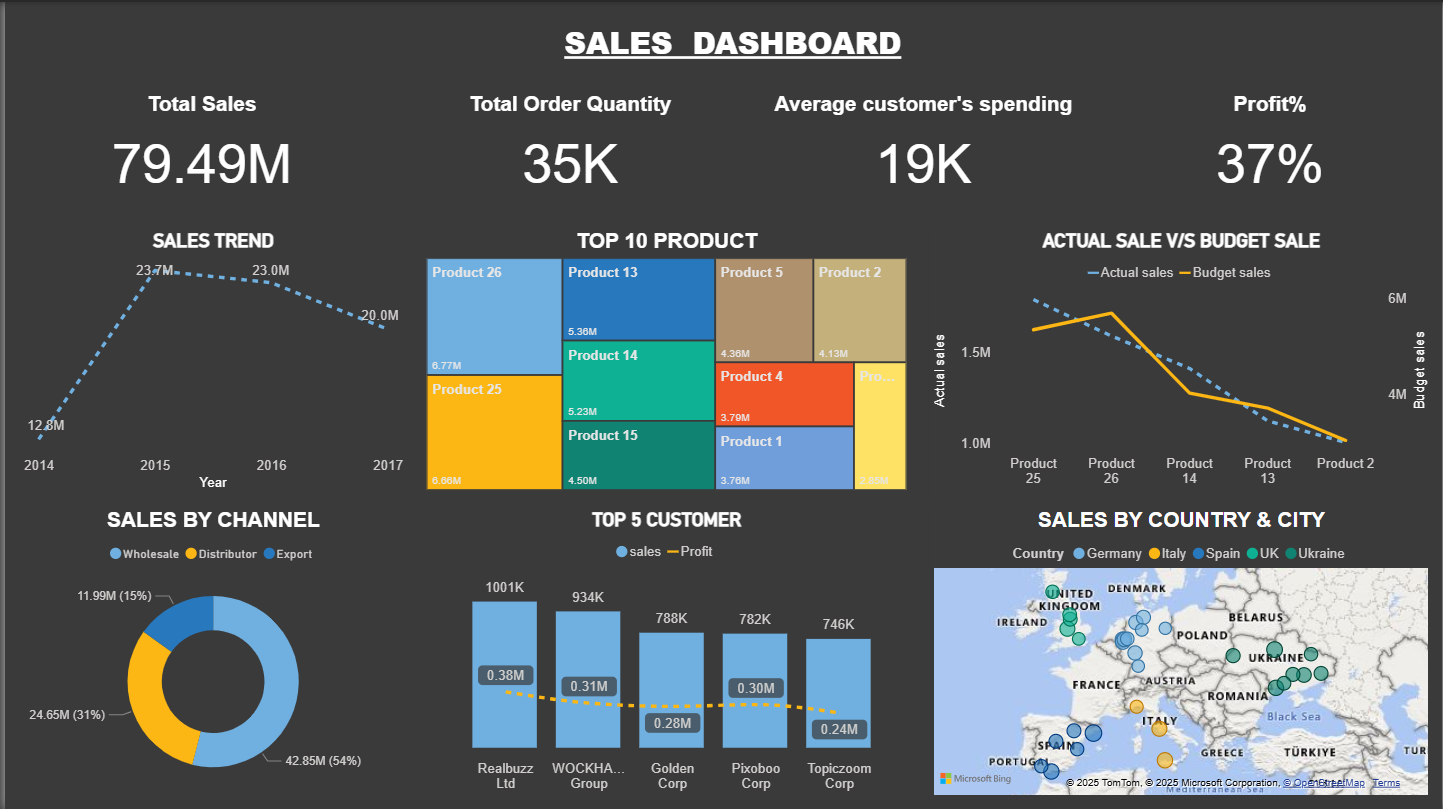 SALES DASHBOARD
Total Sales
79.49M
Total Order Quantity
35K
Average customer's spending
19K
Profit%
37%
SALES TREND
23.7M
23.0M
20.0M
12.8M
2014 2015 2016 2017
Year
TOP 10 PRODUCT
Product 26
6.77M
Product 25
6.66M
Product 13
5.36M
Product 14
5.23M
Product 15
4.50M
Product 5
4.36M
Product 2
4.13M
Product 4
3.79M
Product 1
3.76M
Pro...
ACTUAL SALE V/S BUDGET SALE
Actual sales Budget sales
Actual sales
1.5M
1.0M
6M
4M
Budget sales
Product 25
Product 26
Product 14
Product 13
Product 2
SALES BY CHANNEL
Wholesale Distributor Export
11.99M (15%)
24.65M (31%)
42.85M (54%)
TOP 5 CUSTOMER
sales Profit
1001K
934K
788K
782K
746K
0.38M
0.31M
0.28M
0.30M
0.24M
Realbuzz Ltd
WOCKHA... Group
Golden Corp
Pixoboo Corp
Topiczoom Corp
SALES BY COUNTRY & CITY
Country Germany Italy Spain UK Ukraine
UNITED KINGDOM
DENMARK
IRELAND
BELARUS
POLAND
UKRAINE
FRANCE
AUSTRIA
ROMANIA
ITALY
Black Sea
SPAIN
PORTUGAL
GREECE
TÜRKIYE
TUR
Microsoft Bing
© 2025 TomTom, © 2025 Microsoft Corporation, © OpenStreetMap Terms
Mediterranean Sea